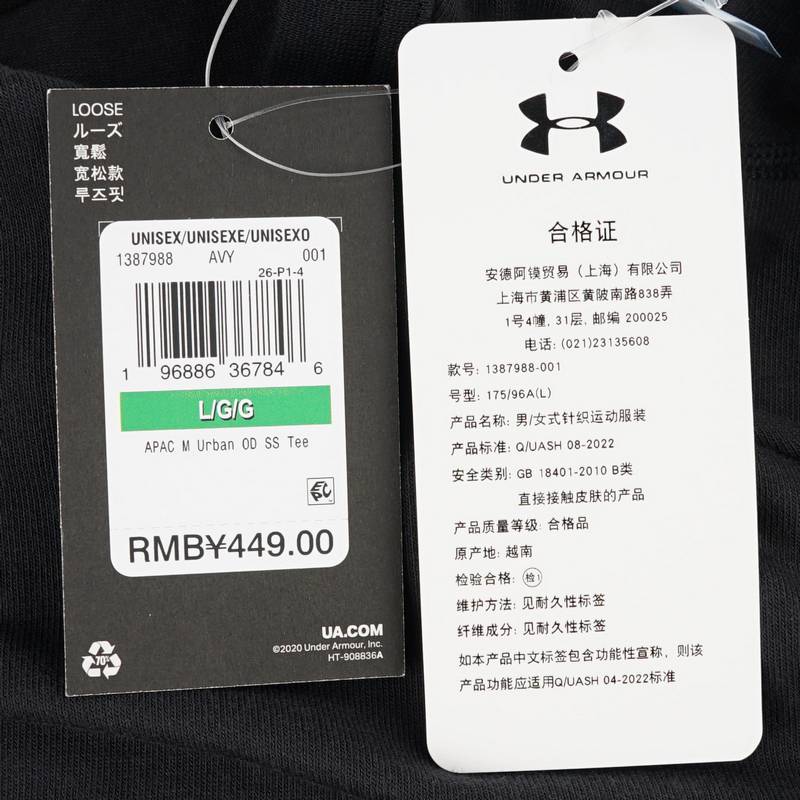 LOOSE
ルーズ
寬鬆
宽松款
루즈핏
UNISEX/UNISEXE/UNISEXO
1387988 AVY 001
26-P1-4
1 96886 36784 6
L/G/G
APAC M Urban OD SS Tee
EPC
RMB¥449.00
70%
UA.COM
©2020 Under Armour, Inc.
HT-908836A
UNDER ARMOUR
合格证
安德阿镆贸易（上海）有限公司
上海市黄浦区黄陂南路838弄
1号4幢, 31层, 邮编 200025
电话: (021)23135608
款号: 1387988-001
号型: 175/96A(L)
产品名称: 男/女式针织运动服装
产品标准: Q/UASH 08-2022
安全类别: GB 18401-2010 B类
直接接触皮肤的产品
产品质量等级: 合格品
原产地: 越南
检验合格: 检1
维护方法: 见耐久性标签
纤维成分: 见耐久性标签
如本产品中文标签包含功能性宣称，则该
产品功能应适用Q/UASH 04-2022标准